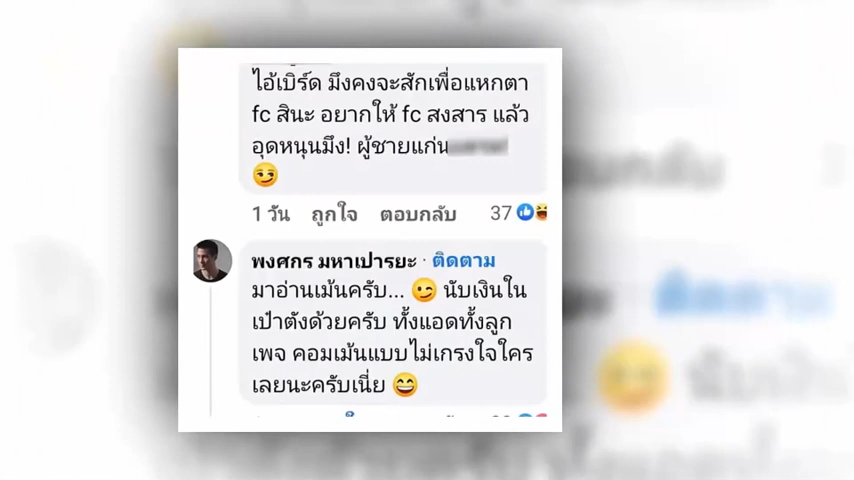 ไอ้เบิร์ด มึงคงจะสักเพื่อแหกตา
fc สินะ อยากให้ fc สงสาร แล้ว
อุดหนุนมึง! ผู้ชายแก่น
1 วัน ถูกใจ ตอบกลับ 37
พงศกร มหาเปารยะ · ติดตาม
มาอ่านเม้นครับ... 😉 นับเงินใน
เป๋าตังด้วยครับ ทั้งแอดทั้งลูก
เพจ คอมเม้นแบบไม่เกรงใจใคร
เลยนะครับเนี่ย 😄